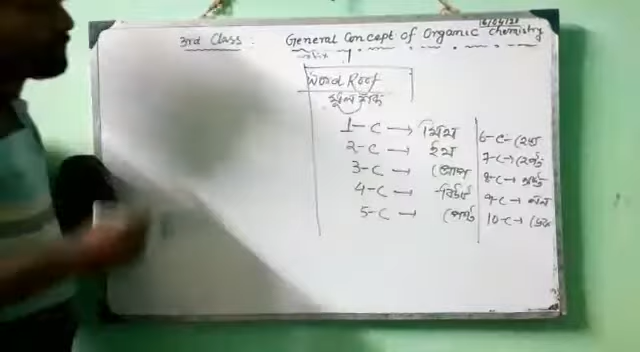 3rd Class : General Concept of Organic chemistry
Word Root
মূল শব্দ
1-C → মিথ
2-C → ইথ
3-C → প্রোপ
4-C → বিউট
5-C → পেন্ট
6-C → হেক্স
7-C → হেপ্ট
8-C → অক্ট
9-C → নন
10-C → ডেক